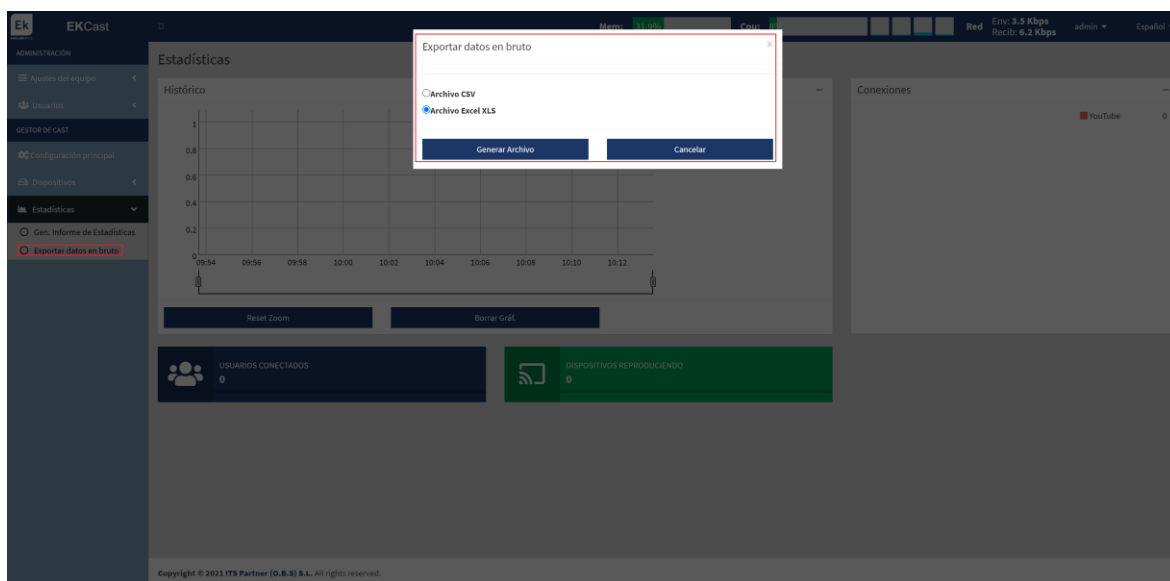 Ek
EKCast
Mem: 31.9%
Cpu:
Red
Env: 3.5 Kbps
Recib: 6.2 Kbps
admin
Español
ADMINISTRACIÓN
Ajustes del equipo
Usuarios
GESTOR DE CAST
Configuración principal
Dispositivos
Estadísticas
Gen. Informe de Estadísticas
Exportar datos en bruto
Estadísticas
Histórico
1
0.8
0.6
0.4
0.2
0
09:54 09:56 09:58 10:00 10:02 10:04 10:06 10:08 10:10 10:12
Reset Zoom
Borrar Gráf.
Conexiones
YouTube 0
Exportar datos en bruto
×
Archivo CSV
Archivo Excel XLS
Generar Archivo
Cancelar
USUARIOS CONECTADOS
0
DISPOSITIVOS REPRODUCIENDO
0
Copyright © 2021 ITS Partner (O.B.S) S.L. All rights reserved.